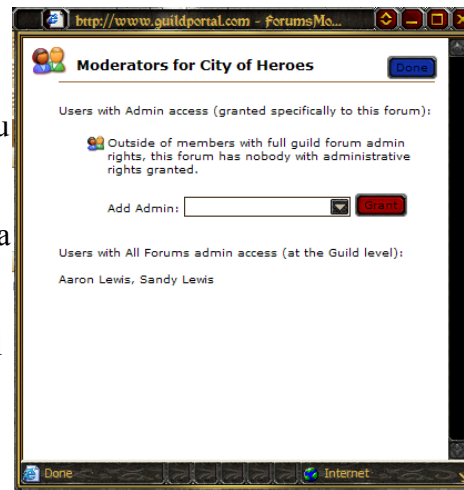 http://www.guildportal.com - ForumsMo...
Moderators for City of Heroes
Done
Users with Admin access (granted specifically to this forum):
Outside of members with full guild forum admin
rights, this forum has nobody with administrative
rights granted.
Add Admin:
Grant
Users with All Forums admin access (at the Guild level):
Aaron Lewis, Sandy Lewis
Done
Internet